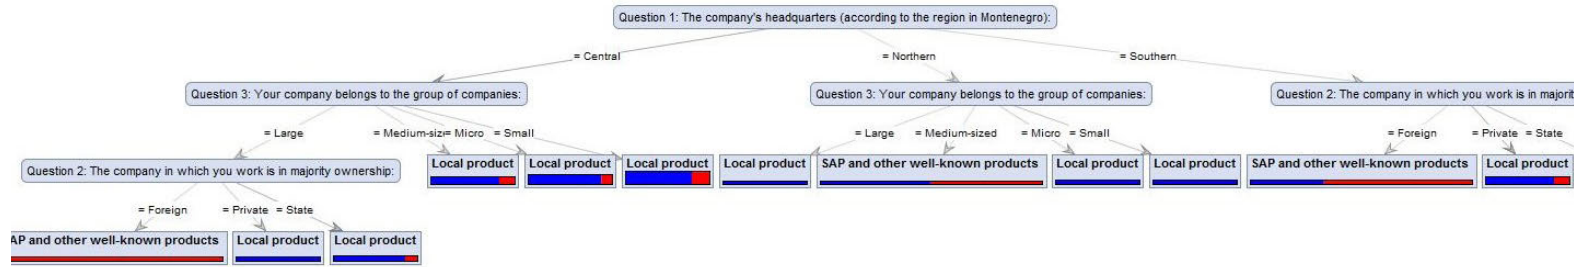 Question 1: The company's headquarters (according to the region in Montenegro):
= Central
= Northern
= Southern
Question 3: Your company belongs to the group of companies:
Question 3: Your company belongs to the group of companies:
Question 2: The company in which you work is in
= Large
= Micro
= Small
= Large
= Medium-sized
= Micro
= Small
= Foreign
= Private
= State
Question 2: The company in which you work is in majority ownership:
Local product
Local product
Local product
Local product
SAP and other well-known products
Local product
Local product
SAP and other well-known products
Local product
= Foreign
= Private
= State
and other well-known products
Local product
Local product